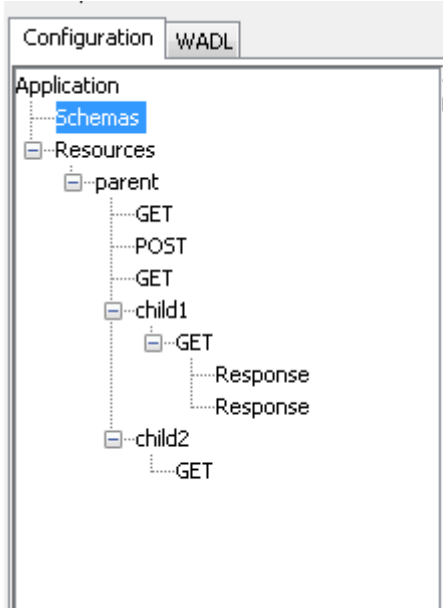 Configuration WADL
Application
Schemas
Resources
parent
GET
POST
GET
child1
GET
Response
Response
child2
GET